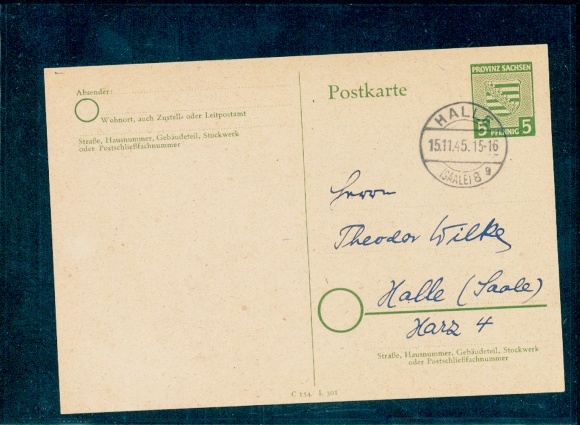 Absender:
Wohnort, auch Zustell- oder Leitpostamt
Straße, Hausnummer, Gebäudeteil, Stockwerk
oder Postschließfachnummer
Postkarte
PROVINZ SACHSEN
5 PFENNIG 5
HALLE
15.11.45.15-16
(SAALE) 8 g
Herrn
Theodor Wilke
Halle (Saale)
Harz 4
Straße, Hausnummer, Gebäudeteil, Stockwerk
oder Postschließfachnummer
C 154